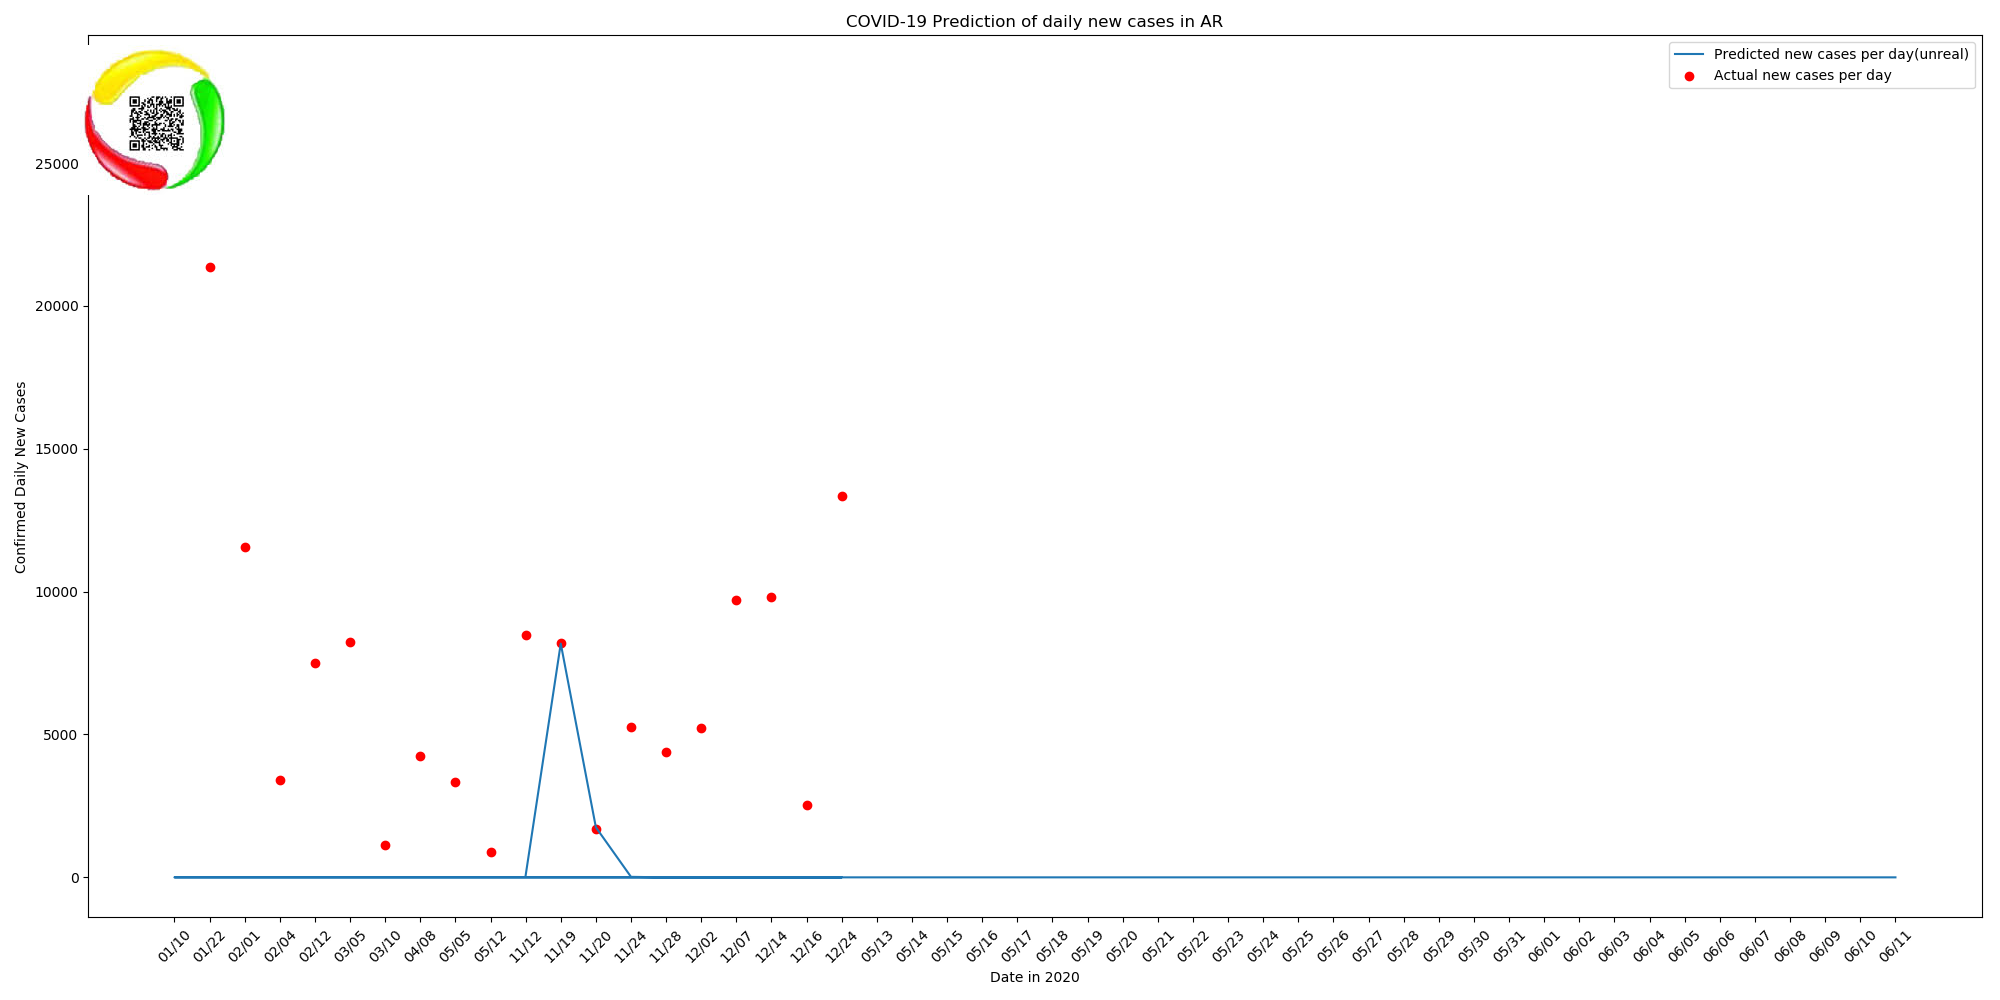 COVID-19 Prediction of daily new cases in AR
Predicted new cases per day(unreal)
Actual new cases per day
25000
20000
15000
10000
5000
0
Confirmed Daily New Cases
01/10 01/22 02/01 02/04 02/12 03/05 03/10 04/08 05/05 05/12 11/12 11/19 11/20 11/24 11/28 12/02 12/07 12/14 12/16 12/24 05/13 05/14 05/15 05/16 05/17 05/18 05/19 05/20 05/21 05/22 05/23 05/24 05/25 05/26 05/27 05/28 05/29 05/30 05/31 06/01 06/02 06/03 06/04 06/05 06/06 06/07 06/08 06/09 06/10 06/11
Date in 2020